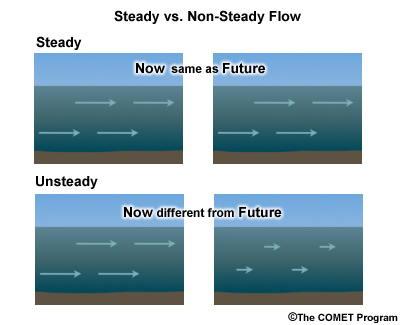 Steady vs. Non-Steady Flow
Steady
Now same as Future
Unsteady
Now different from Future
©The COMET Program